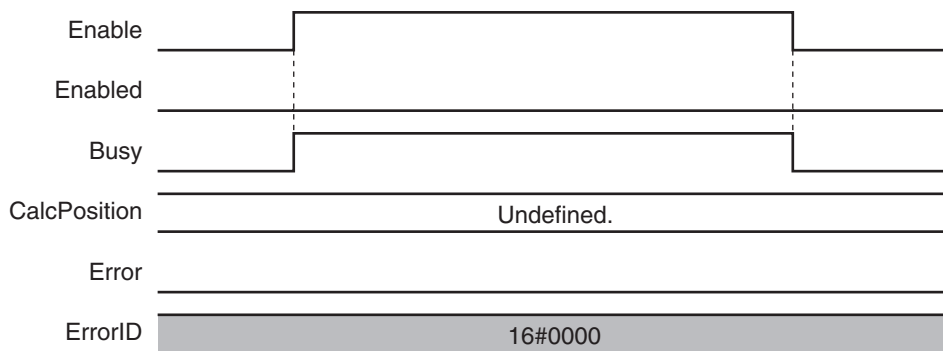 Enable
Enabled
Busy
CalcPosition
Undefined.
Error
ErrorID
16#0000